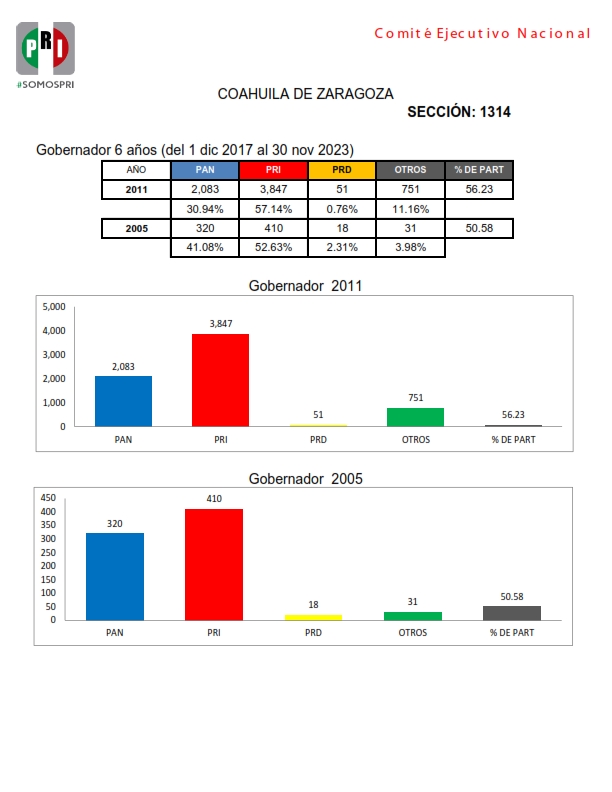 Comité Ejecutivo Nacional
PRI
#SOMOSPRI
COAHUILA DE ZARAGOZA
SECCIÓN: 1314
Gobernador 6 años (del 1 dic 2017 al 30 nov 2023)
AÑO PAN PRI PRD OTROS % DE PART
2011 2,083 3,847 51 751 56.23
30.94% 57.14% 0.76% 11.16%
2005 320 410 18 31 50.58
41.08% 52.63% 2.31% 3.98%
Gobernador 2011
5,000
4,000
3,000
2,000
1,000
0
2,083
3,847
51
751
56.23
PAN PRI PRD OTROS % DE PART
Gobernador 2005
450
400
350
300
250
200
150
100
50
0
320
410
18
31
50.58
PAN PRI PRD OTROS % DE PART